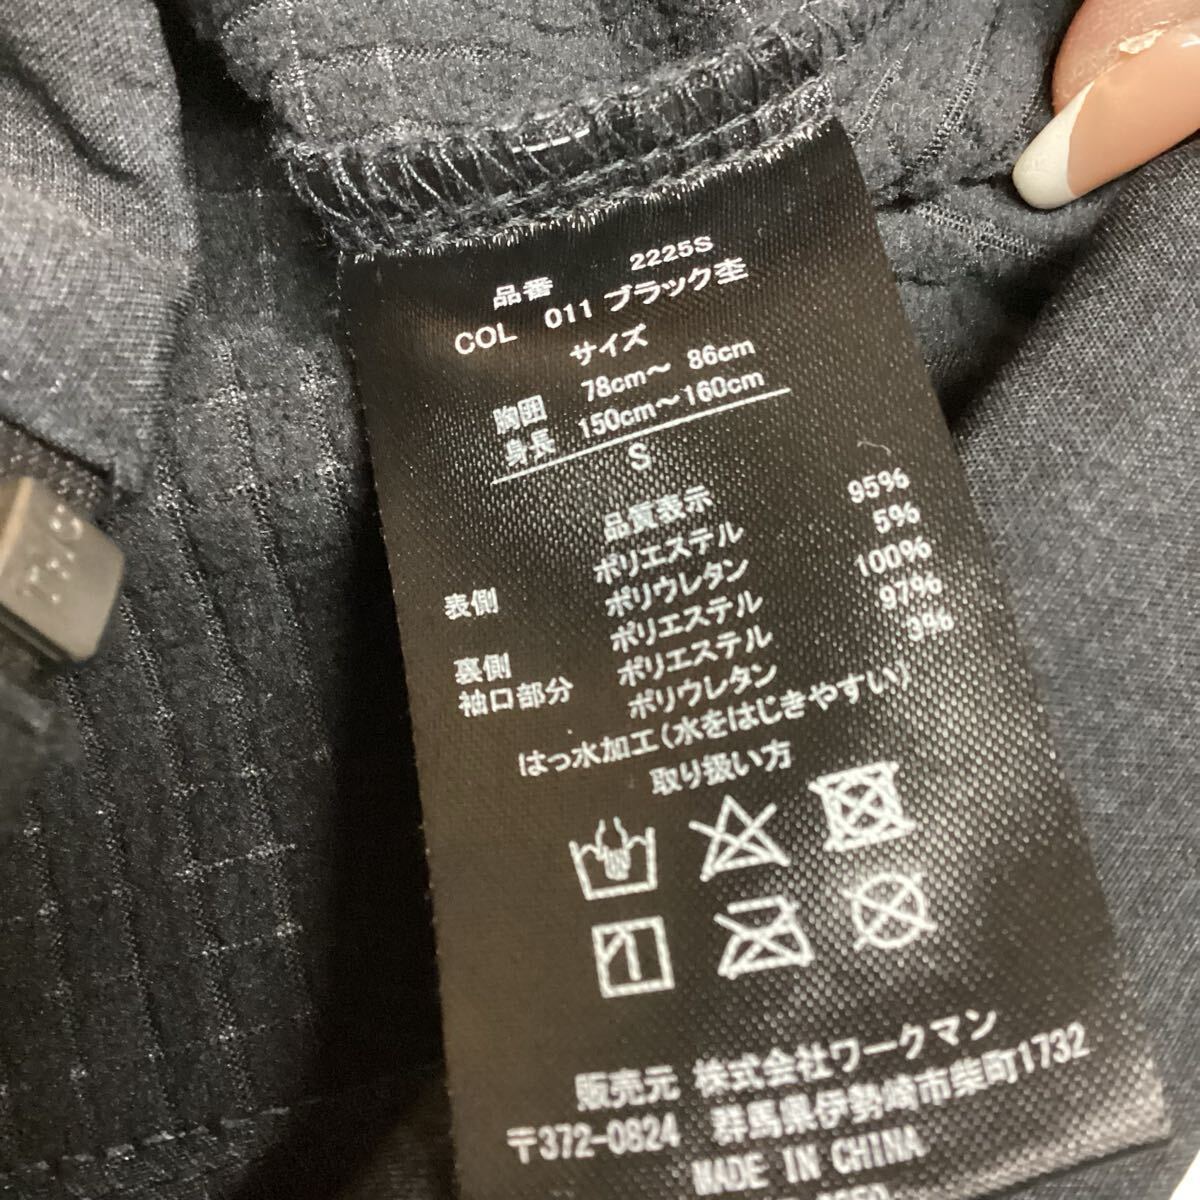 品番 2225S
COL 011 ブラック杢
サイズ
胸囲 78cm～ 86cm
身長 150cm～160cm
S
品質表示
表側 ポリエステル 95%
ポリウレタン 5%
裏側 ポリエステル 100%
袖口部分 ポリエステル 97%
ポリウレタン 3%
はっ水加工(水をはじきやすい)
取り扱い方
販売元 株式会社ワークマン
〒372-0824 群馬県伊勢崎市柴町1732
MADE IN CHINA